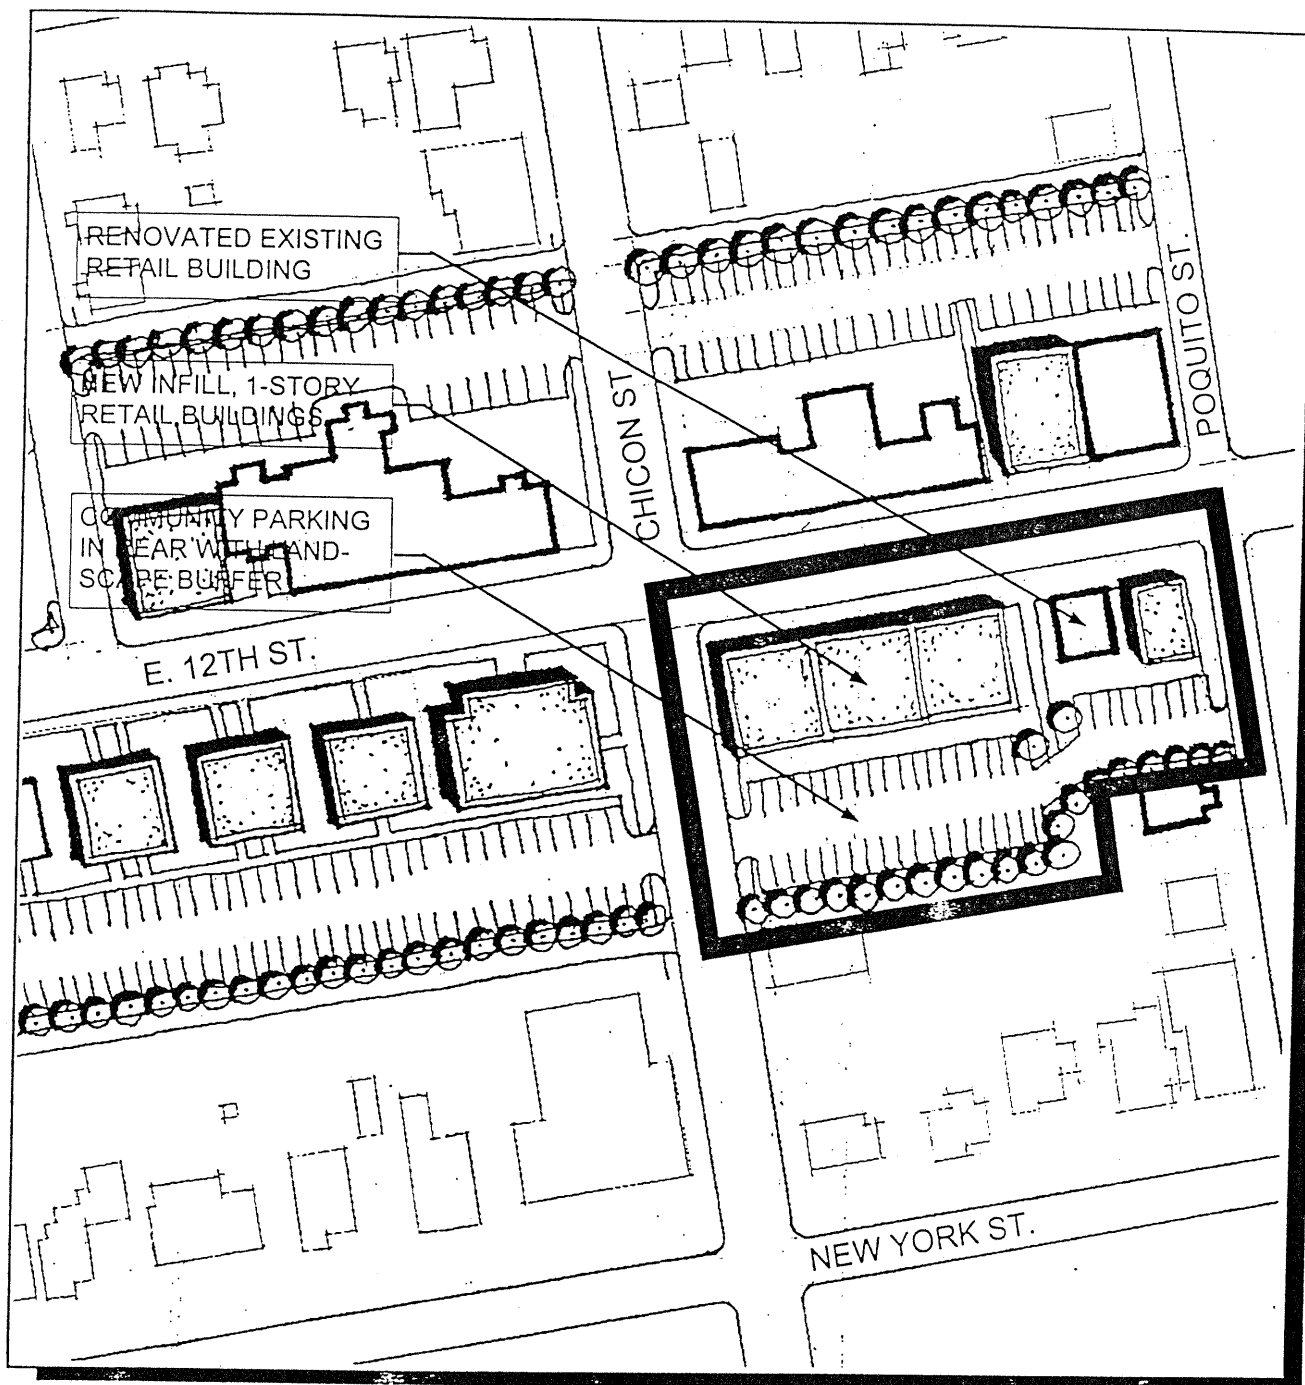 RENOVATED EXISTING
RETAIL BUILDING
NEW INFILL, 1-STORY
RETAIL BUILDINGS
COMMUNITY PARKING
IN REAR WITH LAND-
SCAPE BUFFER
CHICON ST.
POQUITO ST.
E. 12TH ST.
NEW YORK ST.